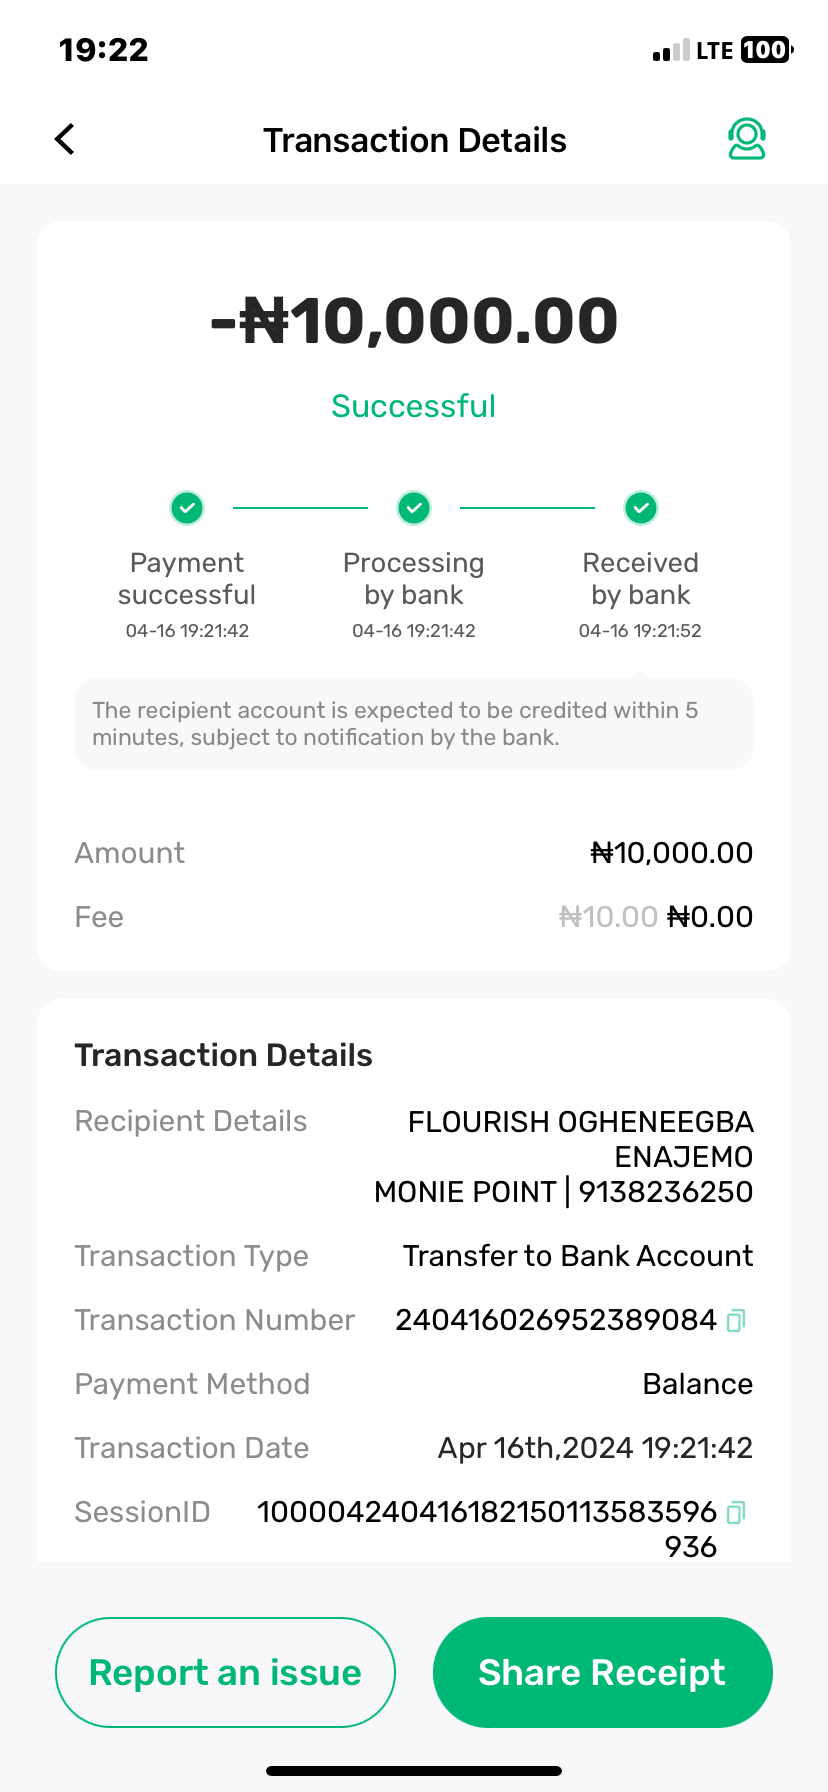 19:22
LTE 100
Transaction Details
-₦10,000.00
Successful
Payment successful
04-16 19:21:42
Processing by bank
04-16 19:21:42
Received by bank
04-16 19:21:52
The recipient account is expected to be credited within 5
minutes, subject to notification by the bank.
Amount ₦10,000.00
Fee ₦10.00 ₦0.00
Transaction Details
Recipient Details FLOURISH OGHENEEGBA
ENAJEMO
MONIE POINT | 9138236250
Transaction Type Transfer to Bank Account
Transaction Number 240416026952389084
Payment Method Balance
Transaction Date Apr 16th,2024 19:21:42
SessionID 100004240416182150113583596
936
Report an issue
Share Receipt